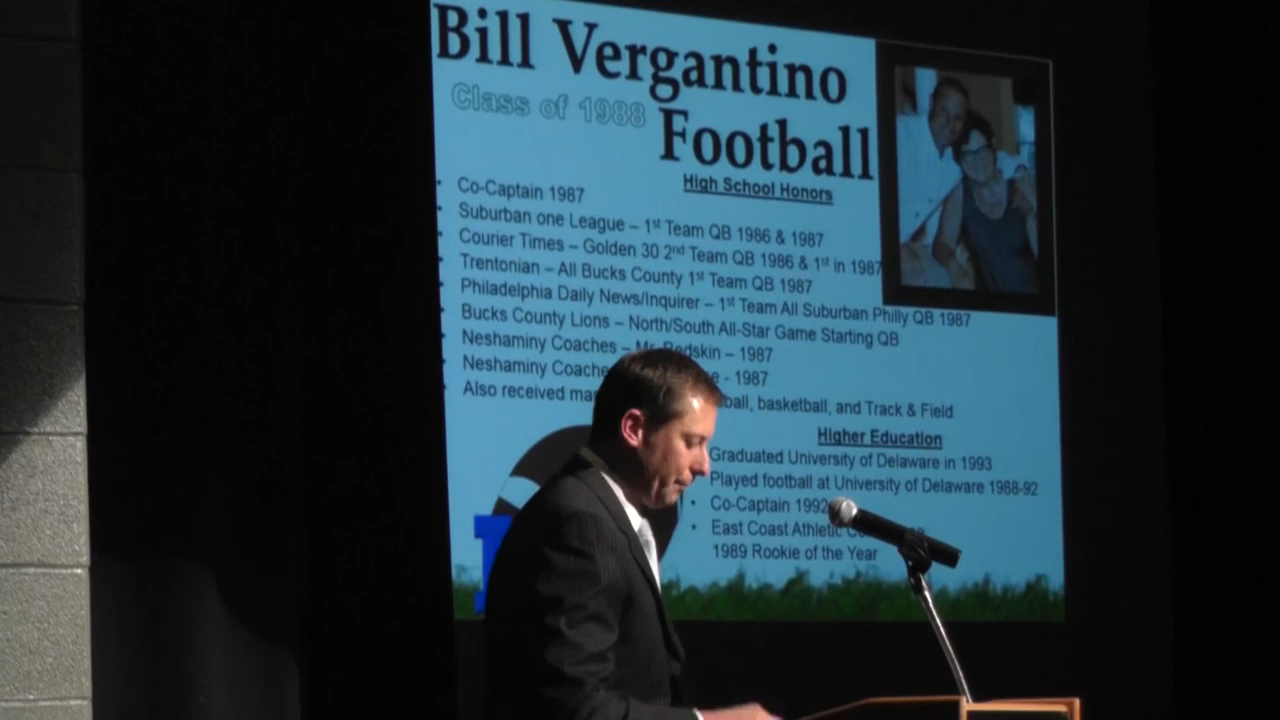 Bill Vergantino
Class of 1988
Football
High School Honors
• Co-Captain 1987
• Suburban one League – 1st Team QB 1986 & 1987
• Courier Times – Golden 30 2nd Team QB 1986 & 1st in 1987
• Trentonian – All Bucks County 1st Team QB 1987
• Philadelphia Daily News/Inquirer – 1st Team All Suburban Philly QB 1987
• Bucks County Lions – North/South All-Star Game Starting QB
• Neshaminy Coaches – Mr. Redskin – 1987
• Neshaminy - 1987
• Also received basketball, and Track & Field
Higher Education
Graduated University of Delaware in 1993
Played football at University of Delaware 1988-92
• Co-Captain 1992
• East Coast Athletic
1989 Rookie of the Year